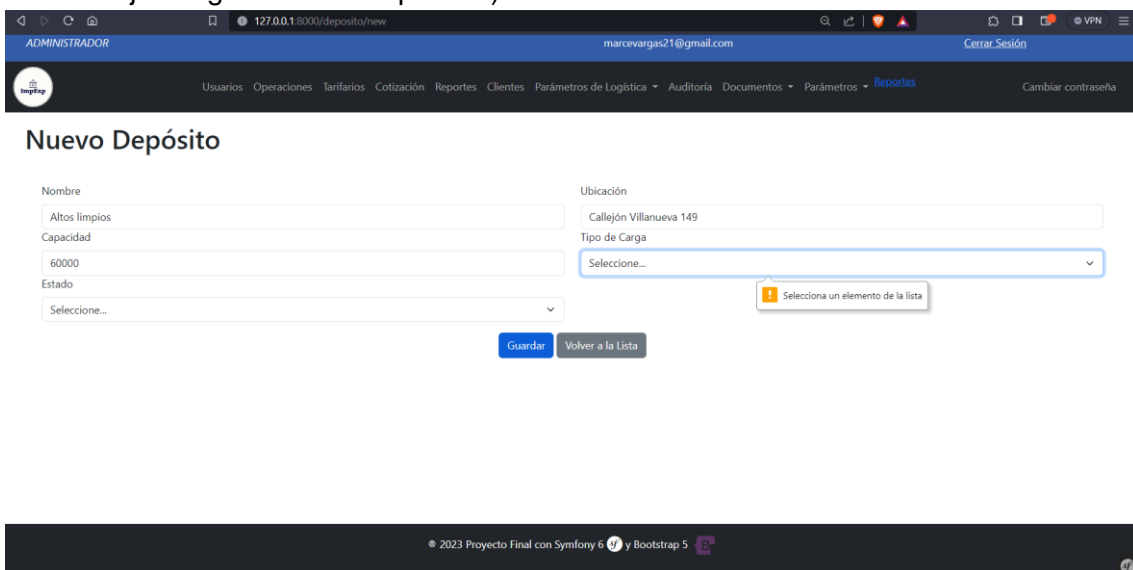 127.0.0.1:8000/deposito/new
VPN
ADMINISTRADOR marcevargas21@gmail.com Cerrar Sesión
ImpExp Usuarios Operaciones Tarifarios Cotización Reportes Clientes Parámetros de Logística Auditoría Documentos Parámetros Reportes Cambiar contraseña
Nuevo Depósito
Nombre Ubicación
Altos limpios Callejón Villanueva 149
Capacidad Tipo de Carga
60000 Seleccione...
Estado
Selecciona un elemento de la lista
Seleccione...
Guardar Volver a la Lista
© 2023 Proyecto Final con Symfony 6 sf y Bootstrap 5 B